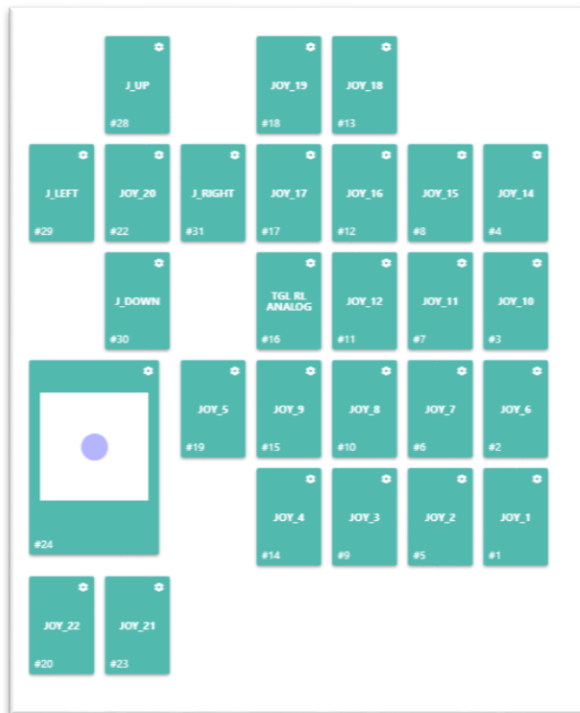 J_UP
#28
JOY_19
#18
JOY_18
#13
J_LEFT
#29
JOY_20
#22
J_RIGHT
#31
JOY_17
#17
JOY_16
#12
JOY_15
#8
JOY_14
#4
J_DOWN
#30
TGL RL
ANALOG
#16
JOY_12
#11
JOY_11
#7
JOY_10
#3
#24
JOY_5
#19
JOY_9
#15
JOY_8
#10
JOY_7
#6
JOY_6
#2
JOY_4
#14
JOY_3
#9
JOY_2
#5
JOY_1
#1
JOY_22
#20
JOY_21
#23